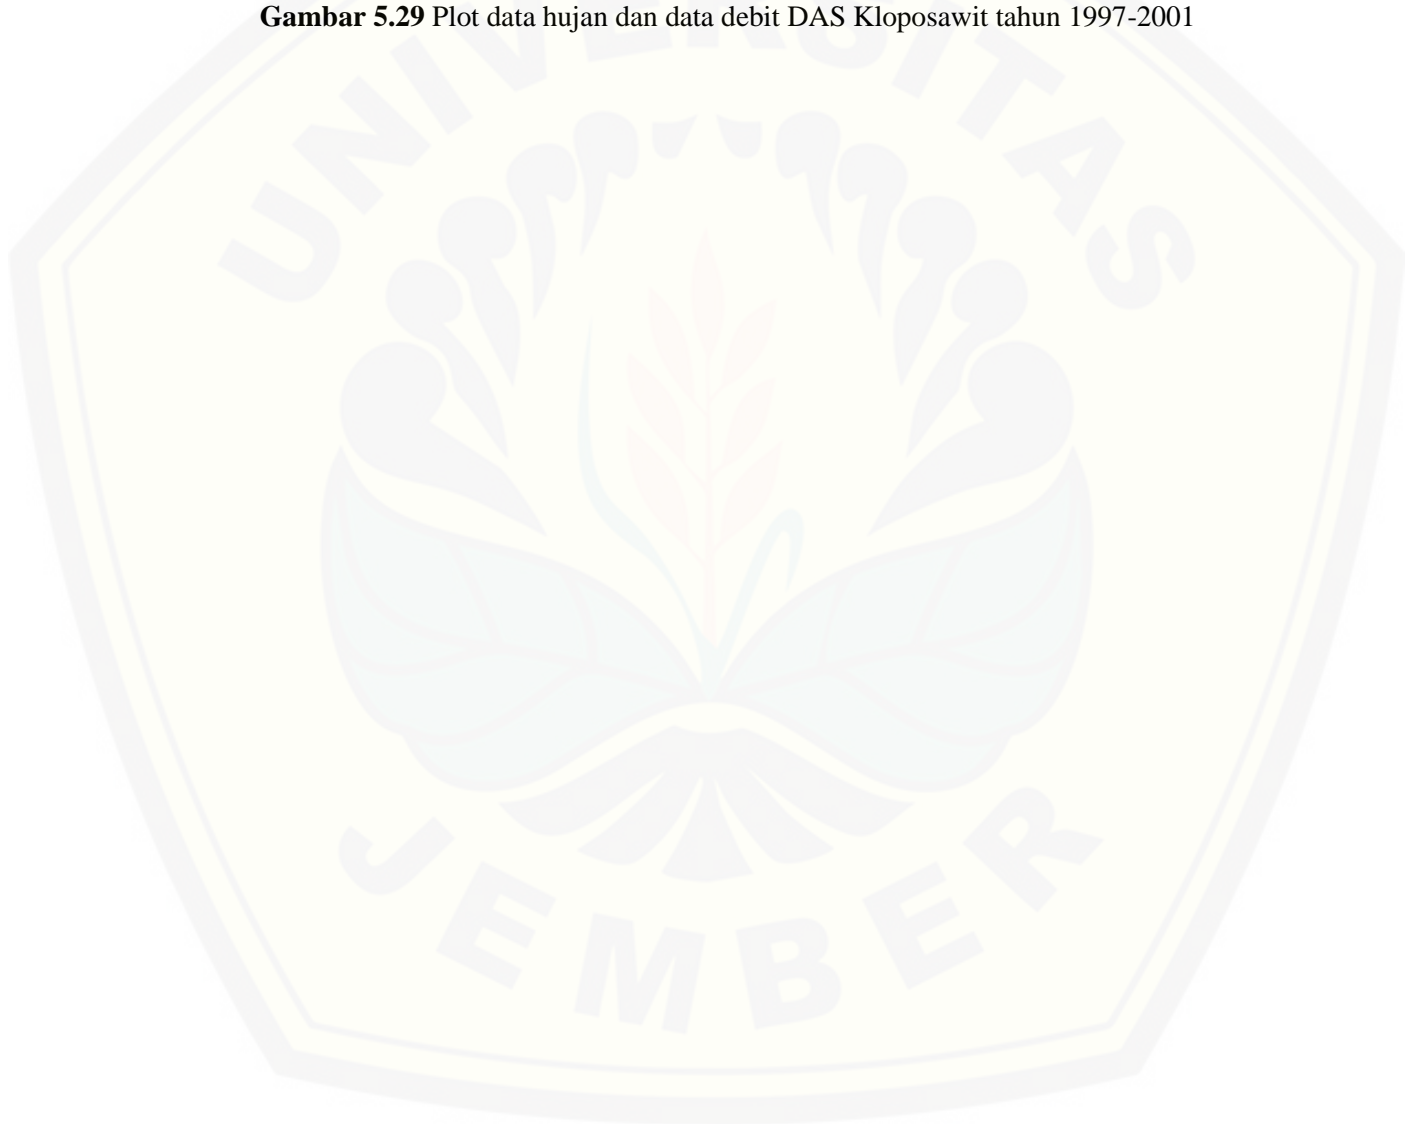 Gambar 5.29 Plot data hujan dan data debit DAS Kloposawit tahun 1997-2001
UNIVERSITAS
JEMBER